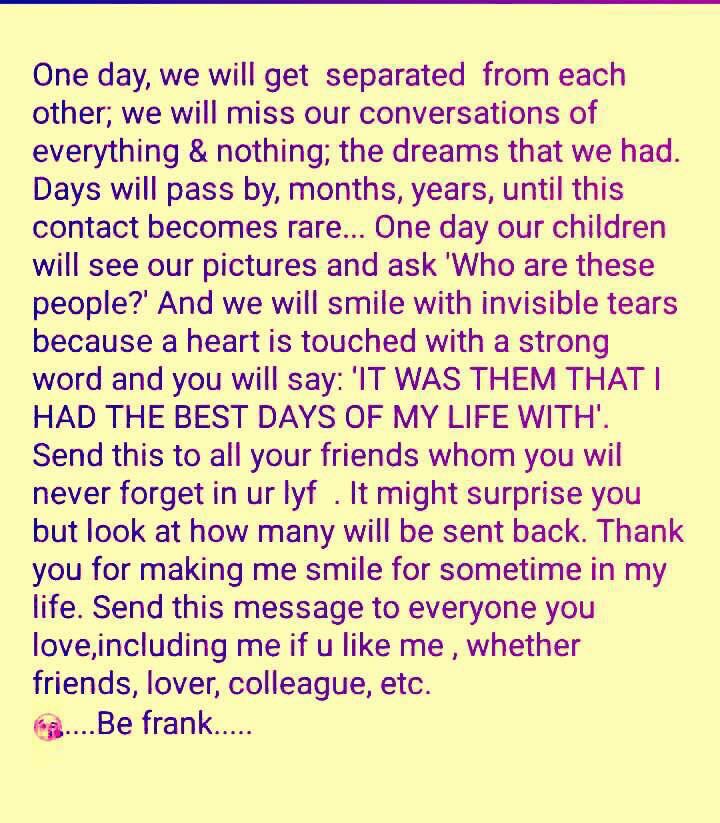 One day, we will get  separated  from each
other; we will miss our conversations of
everything & nothing; the dreams that we had.
Days will pass by, months, years, until this
contact becomes rare... One day our children
will see our pictures and ask 'Who are these
people?' And we will smile with invisible tears
because a heart is touched with a strong
word and you will say: 'IT WAS THEM THAT I
HAD THE BEST DAYS OF MY LIFE WITH'.
Send this to all your friends whom you wil
never forget in ur lyf  . It might surprise you
but look at how many will be sent back. Thank
you for making me smile for sometime in my
life. Send this message to everyone you
love,including me if u like me , whether
friends, lover, colleague, etc.
😘....Be frank.....